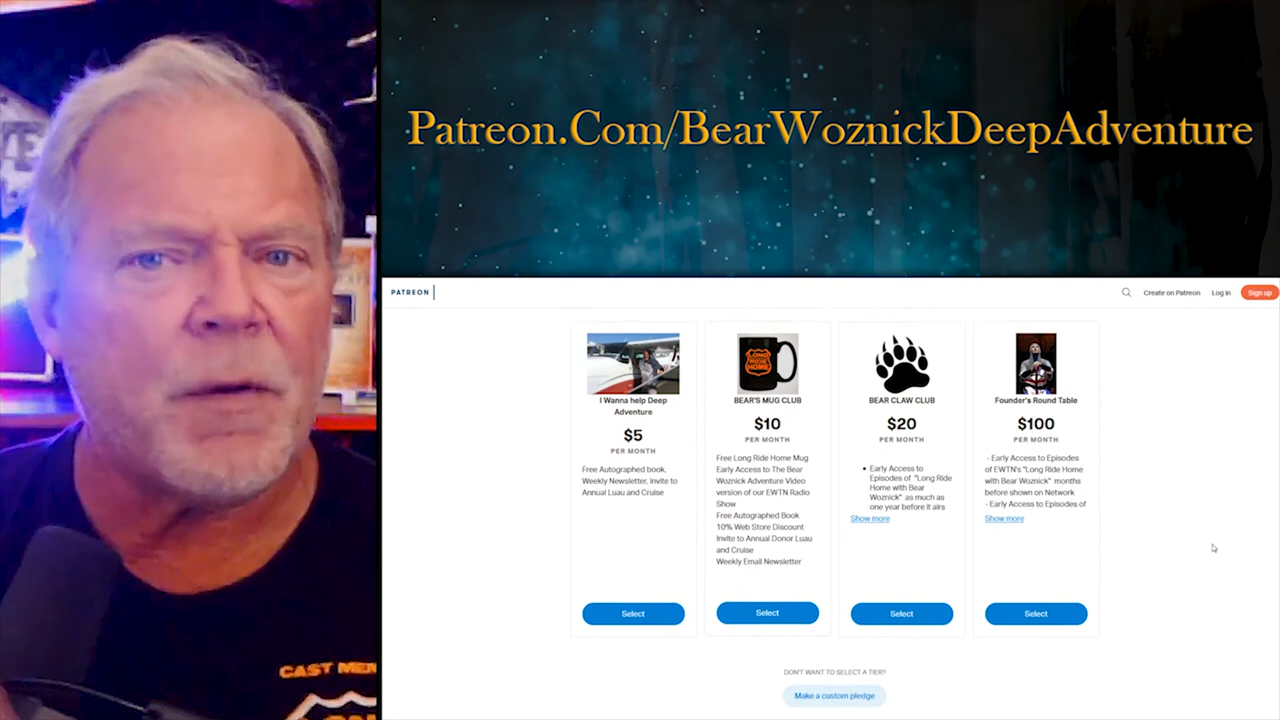 Patreon.Com/BearWoznickDeepAdventure
PATREON
Create on Patreon
Log in
Sign up
I Wanna help Deep
Adventure
$5
PER MONTH
Free Autographed book,
Weekly Newsletter, Invite to
Annual Luau and Cruise
Select
LONG
RIDE
HOME
BEAR'S MUG CLUB
$10
PER MONTH
Free Long Ride Home Mug
Early Access to The Bear
Woznick Adventure Video
version of our EWTN Radio
Show
Free Autographed Book
10% Web Store Discount
Invite to Annual Donor Luau
and Cruise
Weekly Email Newsletter
Select
BEAR CLAW CLUB
$20
PER MONTH
• Early Access to
Episodes of "Long Ride
Home with Bear
Woznick" as much as
one year before it airs
Show more
Select
Founder's Round Table
$100
PER MONTH
- Early Access to Episodes
of EWTN's "Long Ride Home
with Bear Woznick" months
before shown on Network
- Early Access to Episodes of
Show more
Select
DON'T WANT TO SELECT A TIER?
Make a custom pledge
CAST MEM